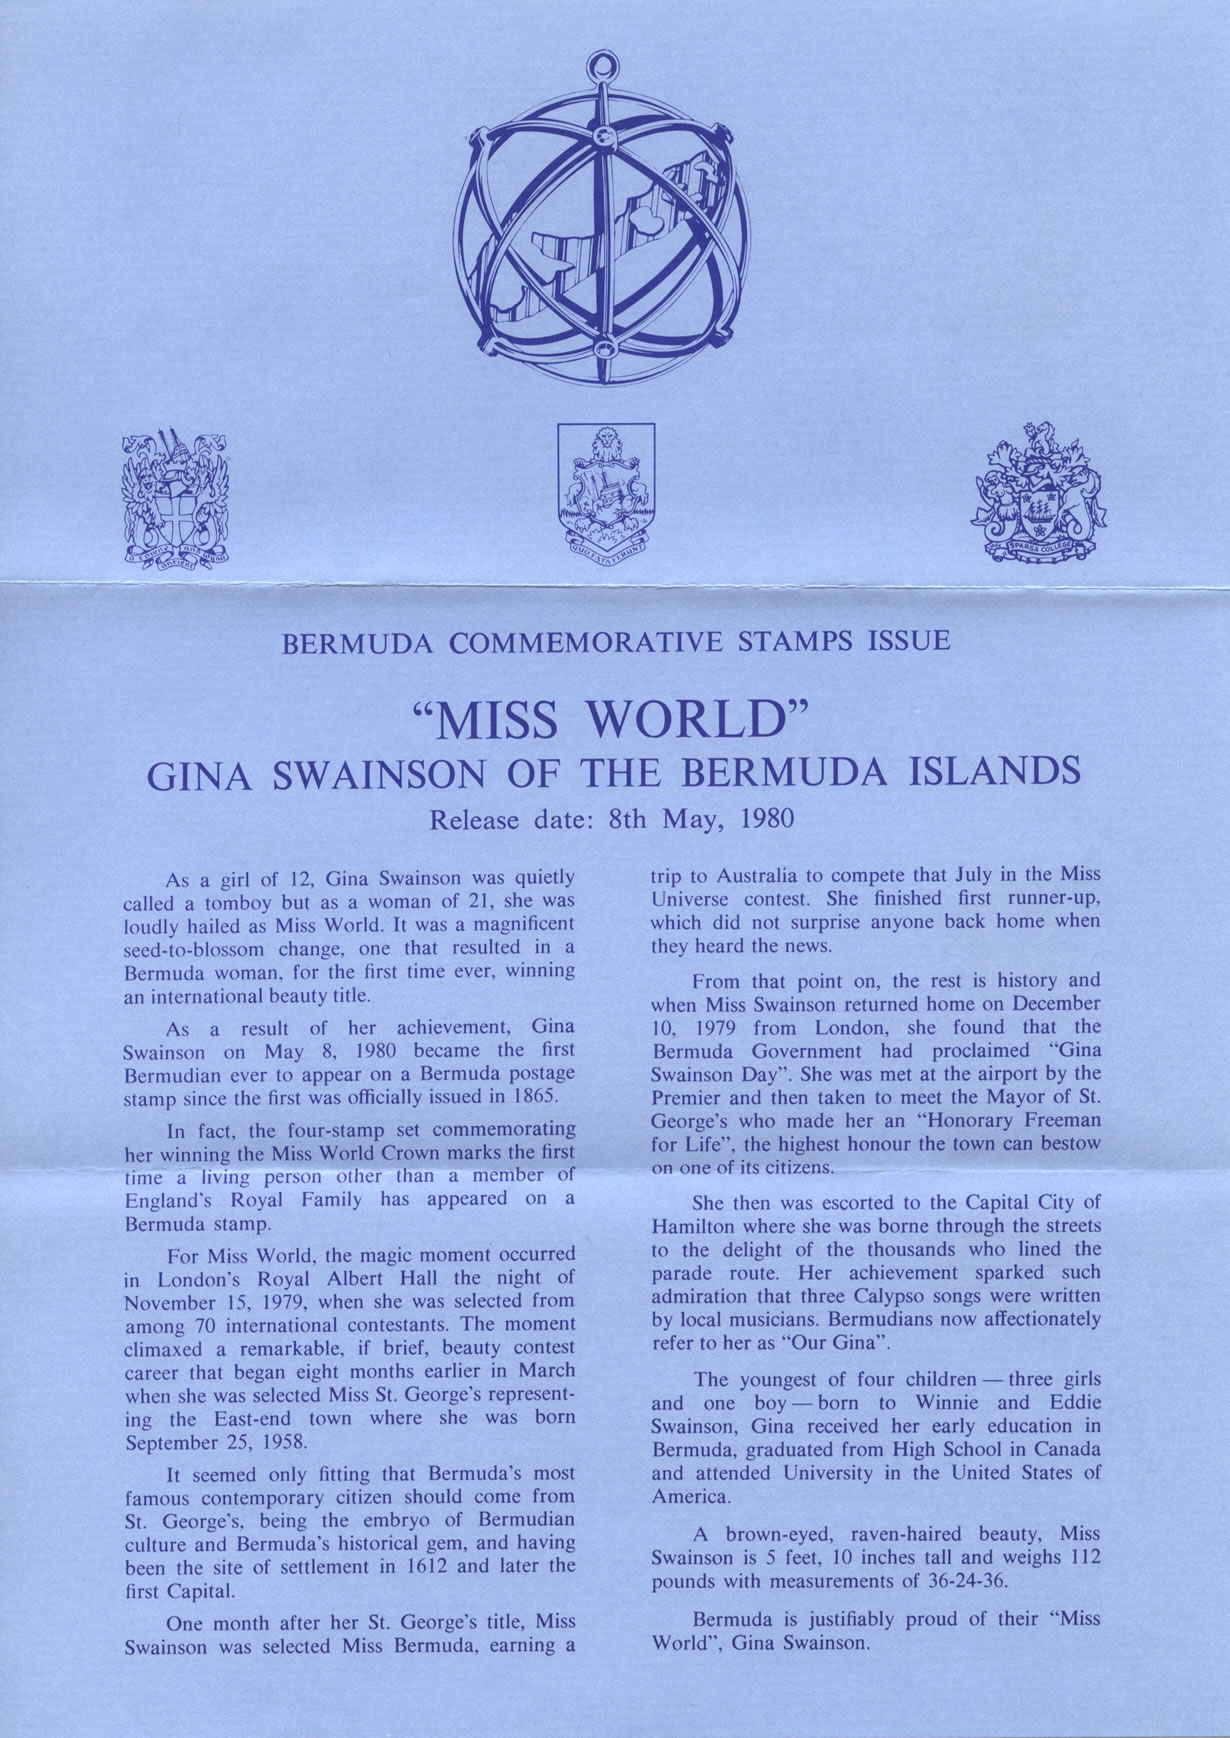 a Towne
ancient
QUO FATA FERUNT
SPARSA COLLEGIT
BERMUDA COMMEMORATIVE STAMPS ISSUE
“MISS WORLD”
GINA SWAINSON OF THE BERMUDA ISLANDS
Release date: 8th May, 1980
As a girl of 12, Gina Swainson was quietly
called a tomboy but as a woman of 21, she was
loudly hailed as Miss World. It was a magnificent
seed-to-blossom change, one that resulted in a
Bermuda woman, for the first time ever, winning
an international beauty title.
As a result of her achievement, Gina
Swainson on May 8, 1980 became the first
Bermudian ever to appear on a Bermuda postage
stamp since the first was officially issued in 1865.
In fact, the four-stamp set commemorating
her winning the Miss World Crown marks the first
time a living person other than a member of
England’s Royal Family has appeared on a
Bermuda stamp.
For Miss World, the magic moment occurred
in London’s Royal Albert Hall the night of
November 15, 1979, when she was selected from
among 70 international contestants. The moment
climaxed a remarkable, if brief, beauty contest
career that began eight months earlier in March
when she was selected Miss St. George’s represent-
ing the East-end town where she was born
September 25, 1958.
It seemed only fitting that Bermuda’s most
famous contemporary citizen should come from
St. George’s, being the embryo of Bermudian
culture and Bermuda’s historical gem, and having
been the site of settlement in 1612 and later the
first Capital.
One month after her St. George’s title, Miss
Swainson was selected Miss Bermuda, earning a
trip to Australia to compete that July in the Miss
Universe contest. She finished first runner-up,
which did not surprise anyone back home when
they heard the news.
From that point on, the rest is history and
when Miss Swainson returned home on December
10, 1979 from London, she found that the
Bermuda Government had proclaimed “Gina
Swainson Day”. She was met at the airport by the
Premier and then taken to meet the Mayor of St.
George’s who made her an “Honorary Freeman
for Life”, the highest honour the town can bestow
on one of its citizens.
She then was escorted to the Capital City of
Hamilton where she was borne through the streets
to the delight of the thousands who lined the
parade route. Her achievement sparked such
admiration that three Calypso songs were written
by local musicians. Bermudians now affectionately
refer to her as “Our Gina”.
The youngest of four children — three girls
and one boy — born to Winnie and Eddie
Swainson, Gina received her early education in
Bermuda, graduated from High School in Canada
and attended University in the United States of
America.
A brown-eyed, raven-haired beauty, Miss
Swainson is 5 feet, 10 inches tall and weighs 112
pounds with measurements of 36-24-36.
Bermuda is justifiably proud of their “Miss
World”, Gina Swainson.